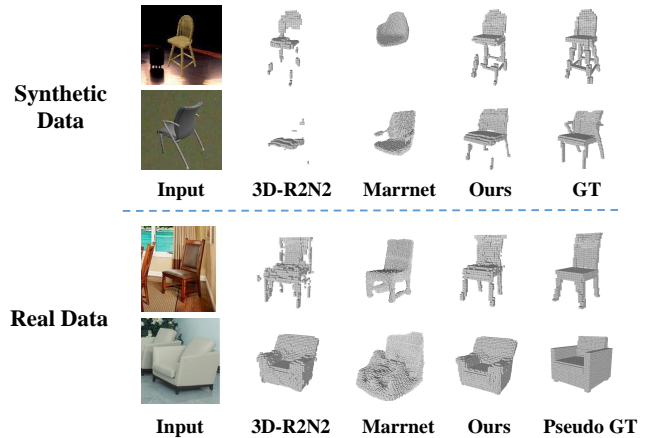 Synthetic
Data
Input 3D-R2N2 Marrnet Ours GT
Real Data
Input 3D-R2N2 Marrnet Ours Pseudo GT